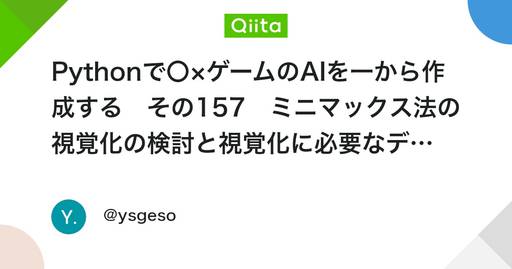 Qiita
Pythonで〇×ゲームのAIを一から作
成する　その157　ミニマックス法の
視覚化の検討と視覚化に必要なデ…
Y.
@ysgeso